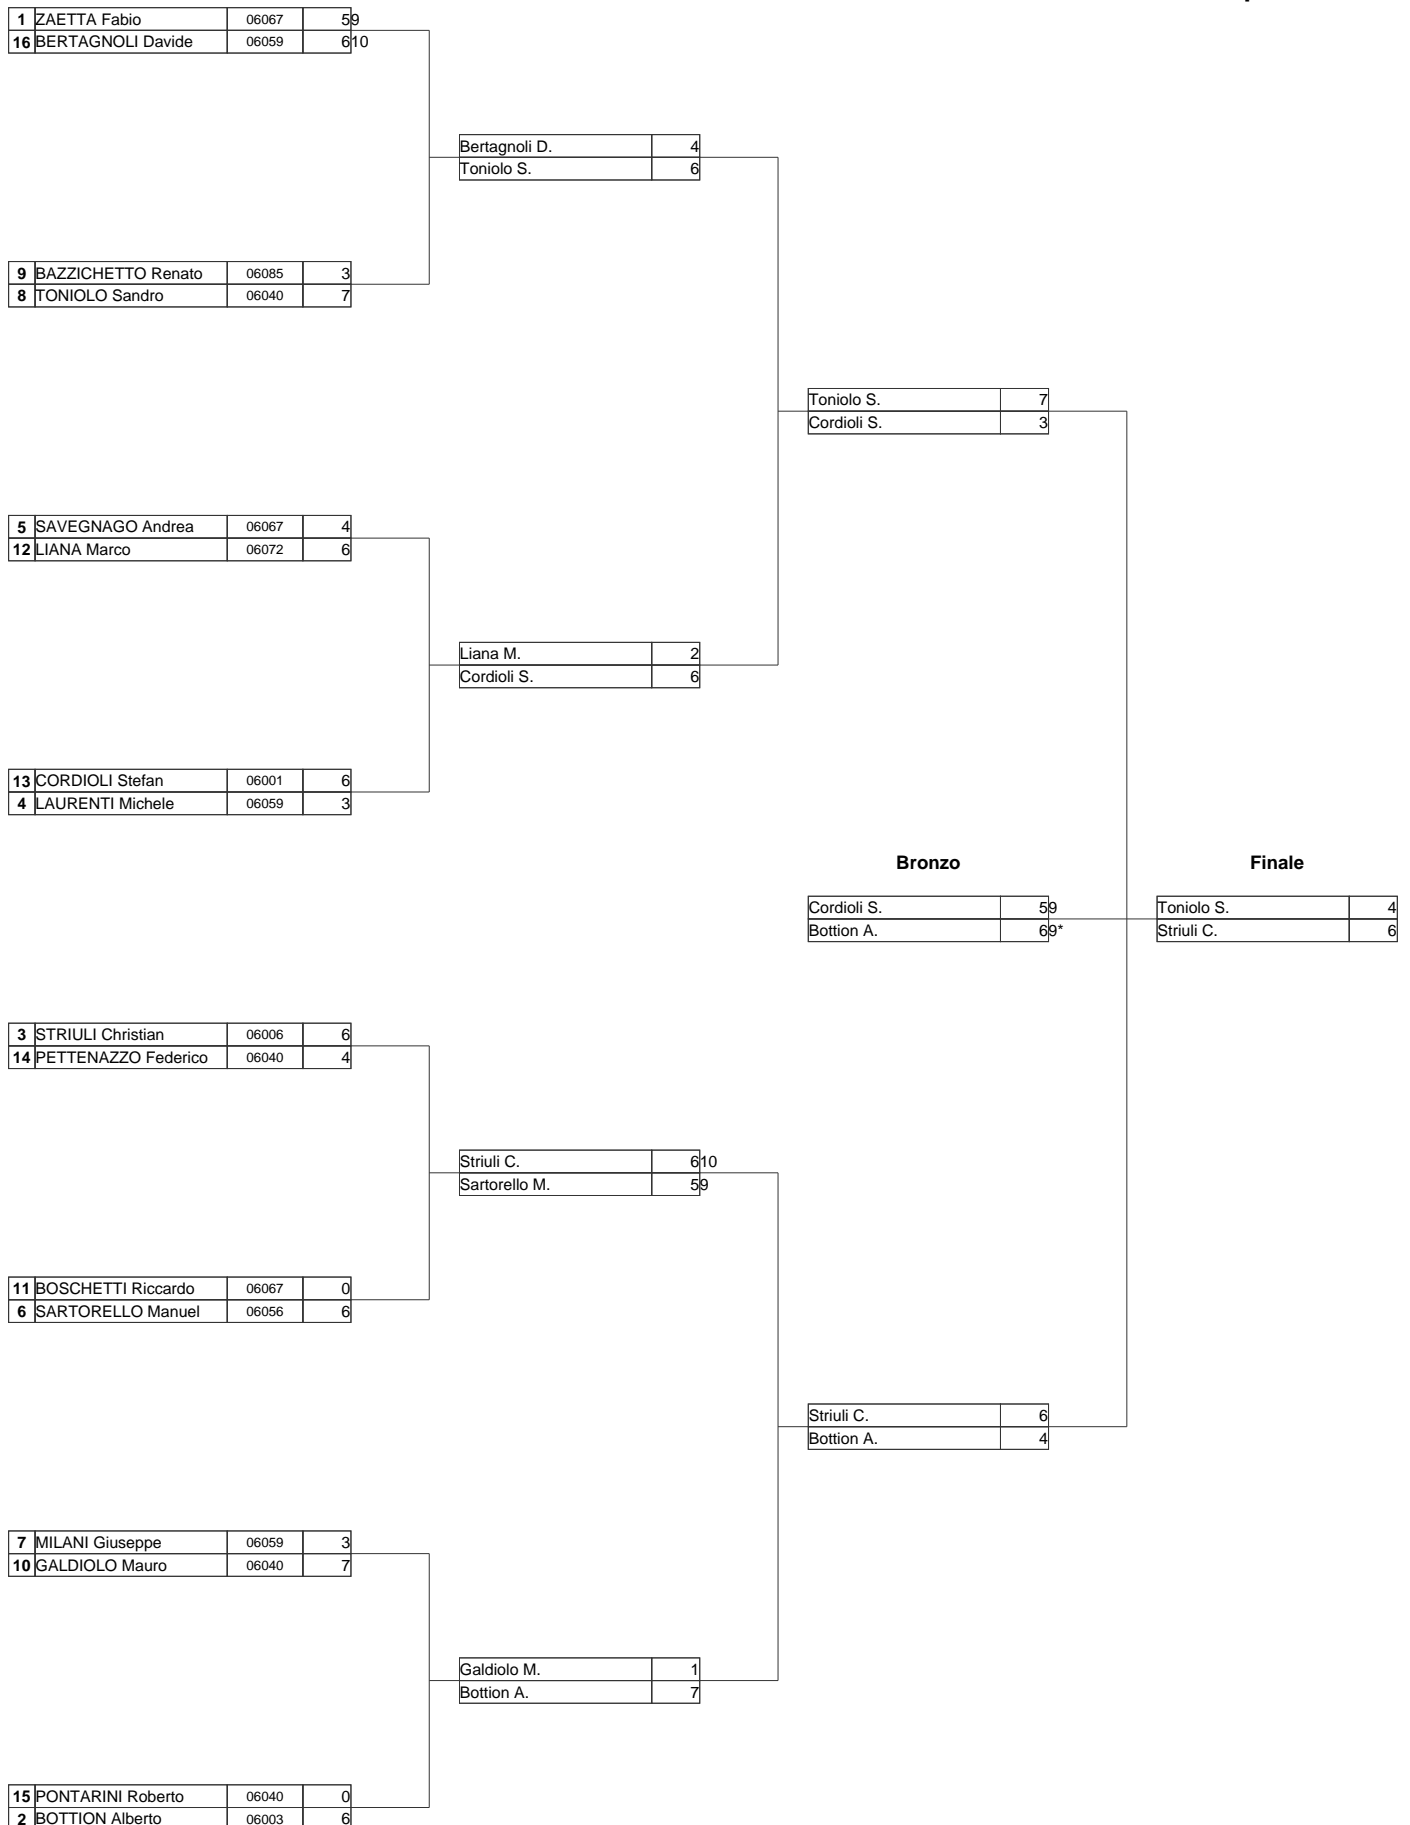 1 ZAETTA Fabio 06067 59
16 BERTAGNOLI Davide 06059 610
Bertagnoli D. 4
Toniolo S. 6
9 BAZZICHETTO Renato 06085 3
8 TONIOLO Sandro 06040 7
Toniolo S. 7
Cordioli S. 3
5 SAVEGNAGO Andrea 06067 4
12 LIANA Marco 06072 6
Liana M. 2
Cordioli S. 6
13 CORDIOLI Stefan 06001 6
4 LAURENTI Michele 06059 3
Bronzo Finale
Cordioli S. 59 Toniolo S. 4
Bottion A. 69* Striuli C. 6
3 STRIULI Christian 06006 6
14 PETTENAZZO Federico 06040 4
Striuli C. 610
Sartorello M. 59
11 BOSCHETTI Riccardo 06067 0
6 SARTORELLO Manuel 06056 6
Striuli C. 6
Bottion A. 4
7 MILANI Giuseppe 06059 3
10 GALDIOLO Mauro 06040 7
Galdiolo M. 1
Bottion A. 7
15 PONTARINI Roberto 06040 0
2 BOTTION Alberto 06003 6